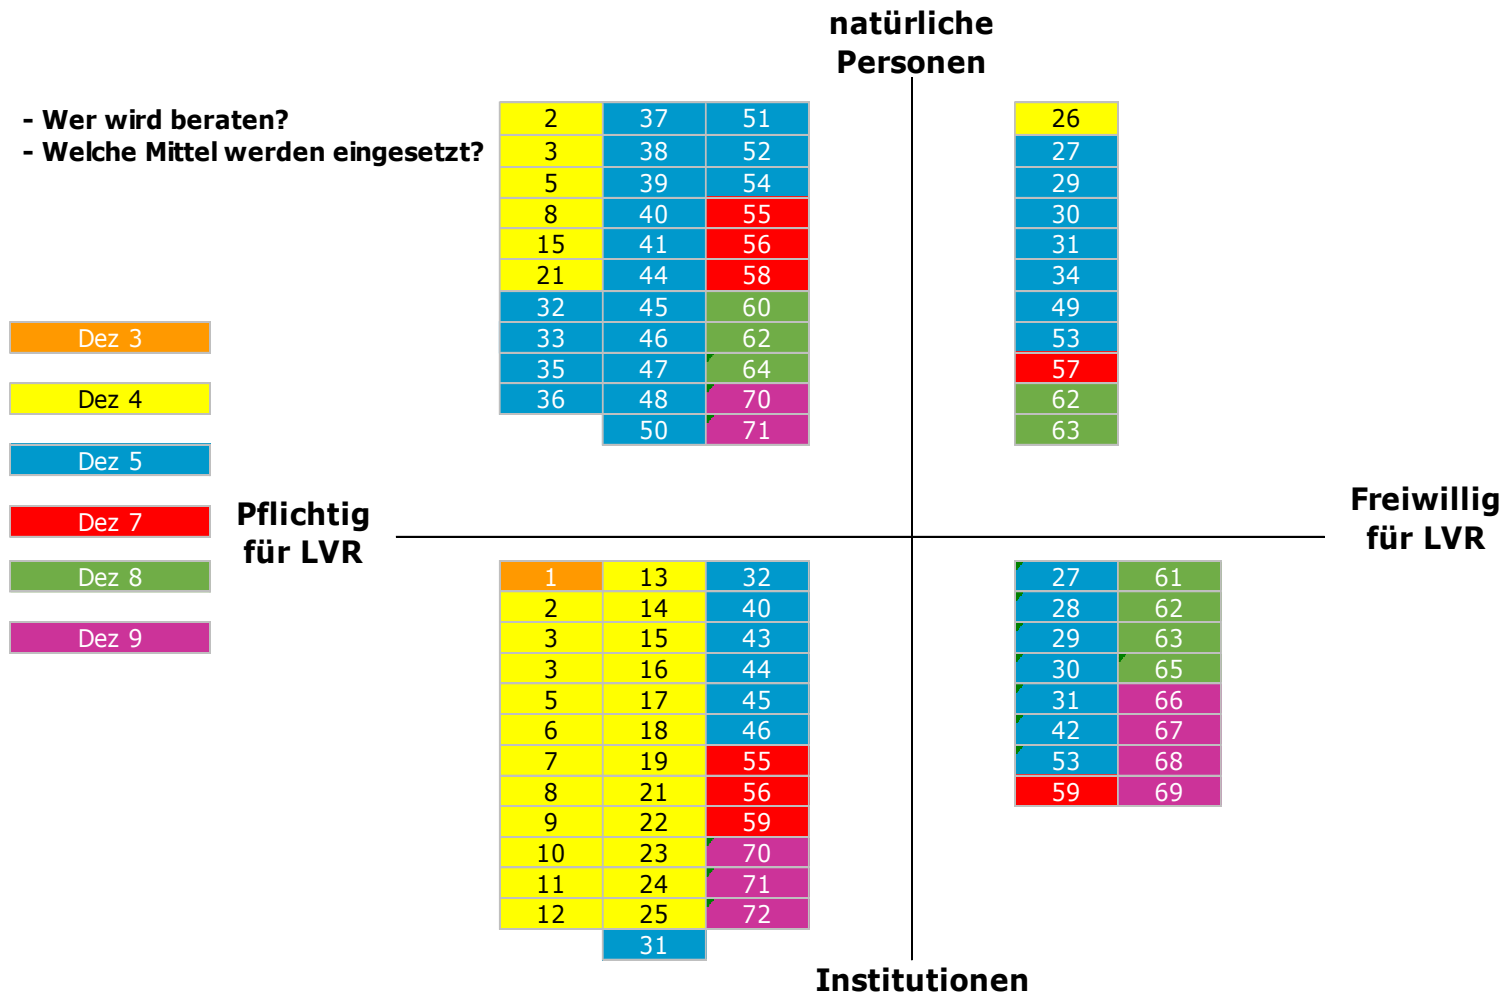 natürliche
Personen
- Wer wird beraten?
- Welche Mittel werden eingesetzt?
2 37 51 26
3 38 52 27
5 39 54 29
8 40 55 30
15 41 56 31
21 44 58 34
32 45 60 49
33 46 62 53
35 47 64 57
36 48 70 62
50 71 63
Dez 3
Dez 4
Dez 5
Dez 7
Dez 8
Dez 9
Pflichtig
für LVR
Freiwillig
für LVR
1 13 32 27 61
2 14 40 28 62
3 15 43 29 63
3 16 44 30 65
5 17 45 31 66
6 18 46 42 67
7 19 55 53 68
8 21 56 59 69
9 22 59
10 23 70
11 24 71
12 25 72
31
Institutionen